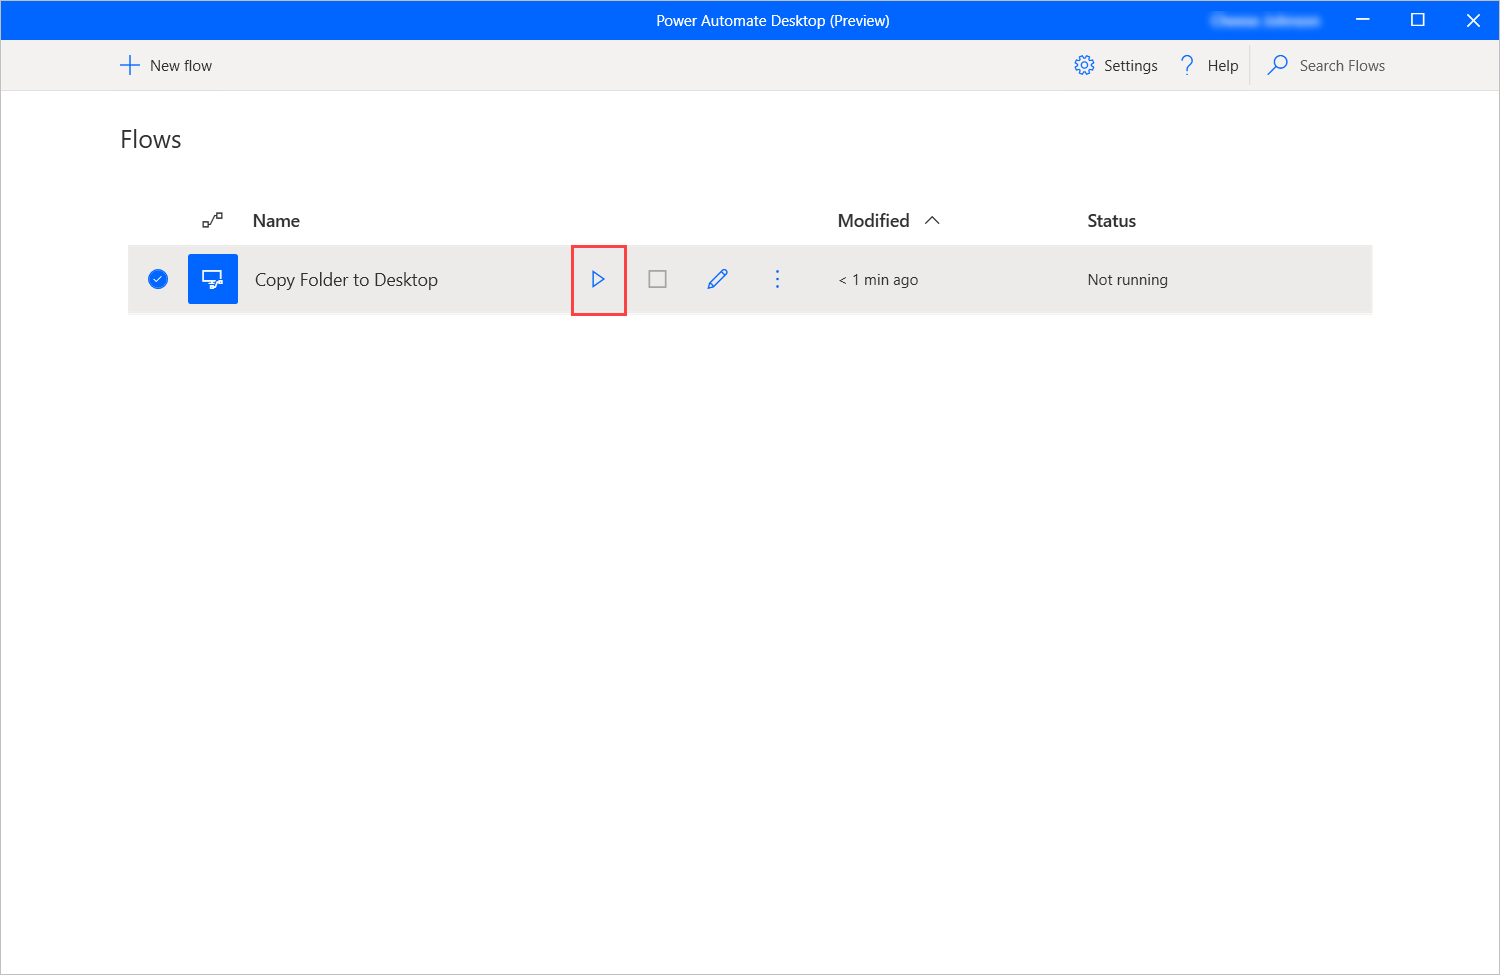 Power Automate Desktop (Preview)
New flow
Settings
Help
Search Flows
Flows
Name
Modified
Status
Copy Folder to Desktop
< 1 min ago
Not running